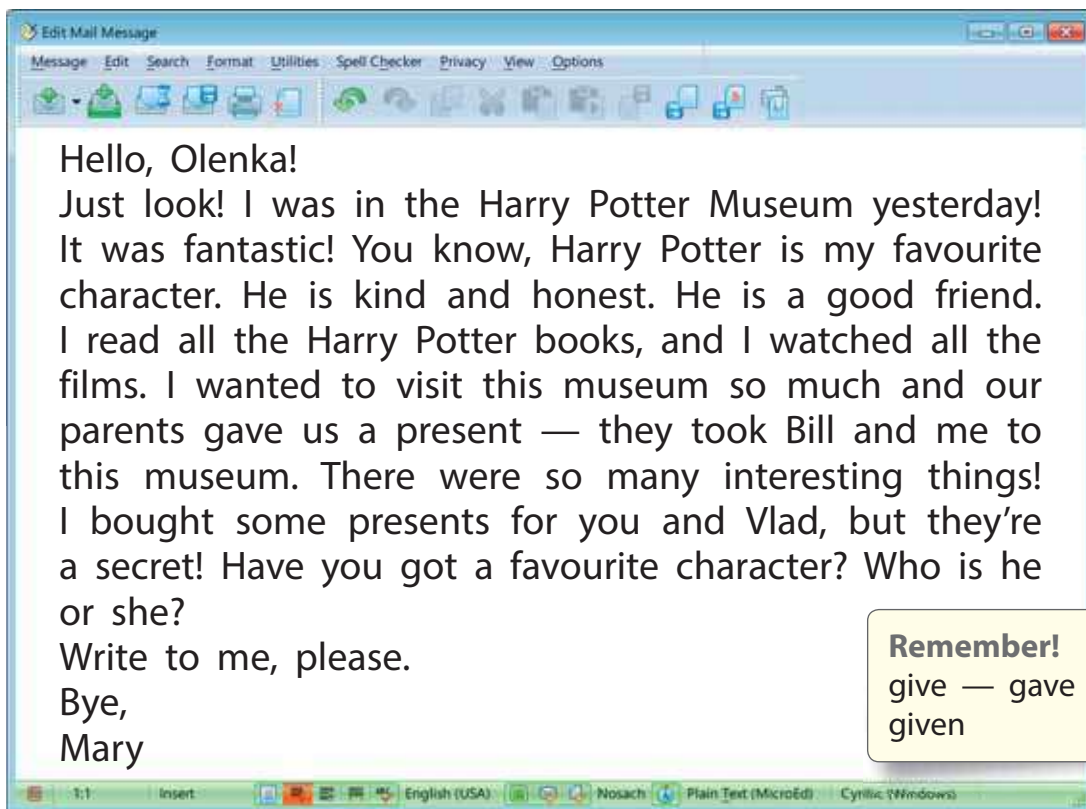 Edit Mail Message
Message Edit Search Format Utilities Spell Checker Privacy View Options
Hello, Olenka!
Just look! I was in the Harry Potter Museum yesterday!
It was fantastic! You know, Harry Potter is my favourite
character. He is kind and honest. He is a good friend.
I read all the Harry Potter books, and I watched all the
films. I wanted to visit this museum so much and our
parents gave us a present — they took Bill and me to
this museum. There were so many interesting things!
I bought some presents for you and Vlad, but they're
a secret! Have you got a favourite character? Who is he
or she?
Write to me, please.
Bye,
Mary
Remember!
give — gave
given
1:1 Insert English (USA) Nosach Plain Text (MicroEd) Cyrillic (Windows)